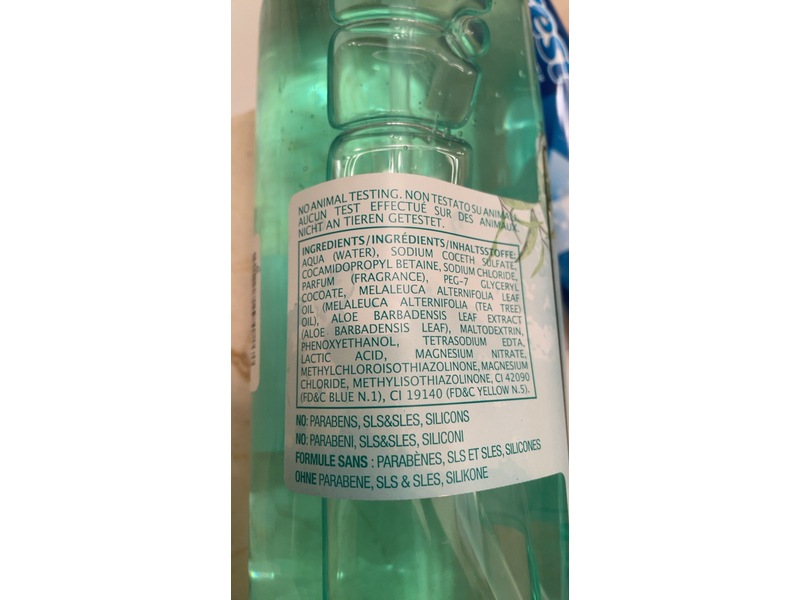 NO ANIMAL TESTING. NON TESTATO SU ANIMALI.
AUCUN TEST EFFECTUÉ SUR DES ANIMAUX.
NICHT AN TIEREN GETESTET.
INGREDIENTS/INGRÉDIENTS/INHALTSSTOFFE:
AQUA (WATER), SODIUM COCETH SULFATE,
COCAMIDOPROPYL BETAINE, SODIUM CHLORIDE,
PARFUM (FRAGRANCE), PEG-7 GLYCERYL
COCOATE, MELALEUCA ALTERNIFOLIA LEAF
OIL (MELALEUCA ALTERNIFOLIA (TEA TREE)
OIL), ALOE BARBADENSIS LEAF EXTRACT
(ALOE BARBADENSIS LEAF), MALTODEXTRIN,
PHENOXYETHANOL, TETRASODIUM EDTA,
LACTIC ACID, MAGNESIUM NITRATE,
METHYLCHLOROISOTHIAZOLINONE, MAGNESIUM
CHLORIDE, METHYLISOTHIAZOLINONE, CI 42090
(FD&C BLUE N.1), CI 19140 (FD&C YELLOW N.5).
NO: PARABENS, SLS&SLES, SILICONS
NO: PARABENI, SLS&SLES, SILICONI
FORMULE SANS : PARABÈNES, SLS ET SLES, SILICONES
OHNE PARABENE, SLS & SLES, SILIKONE